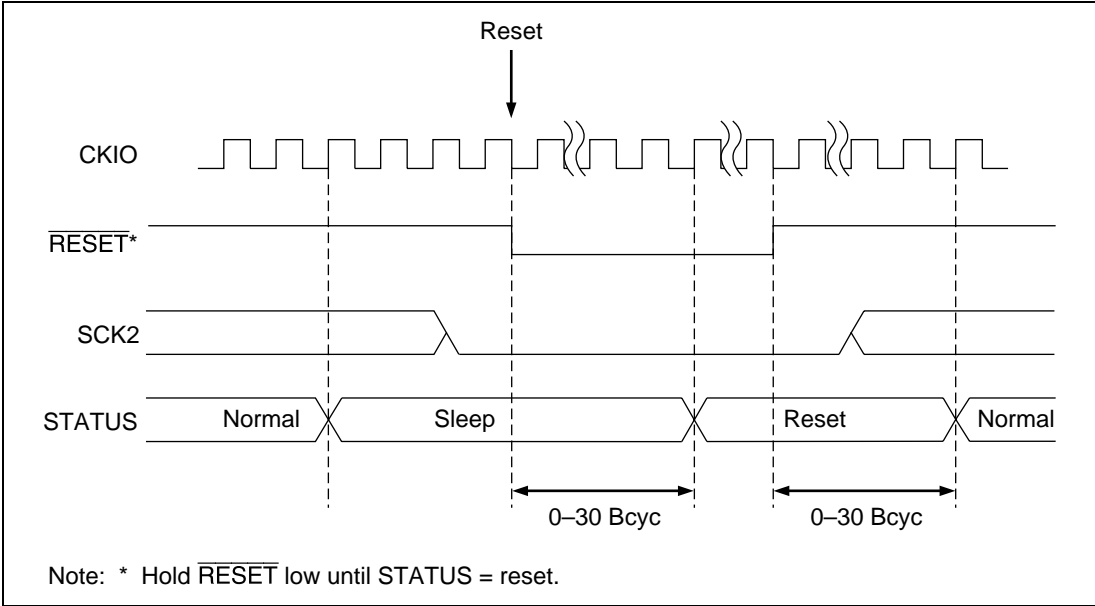 Reset
CKIO
RESET*
SCK2
STATUS Normal Sleep Reset Normal
0–30 Bcyc 0–30 Bcyc
Note: * Hold RESET low until STATUS = reset.